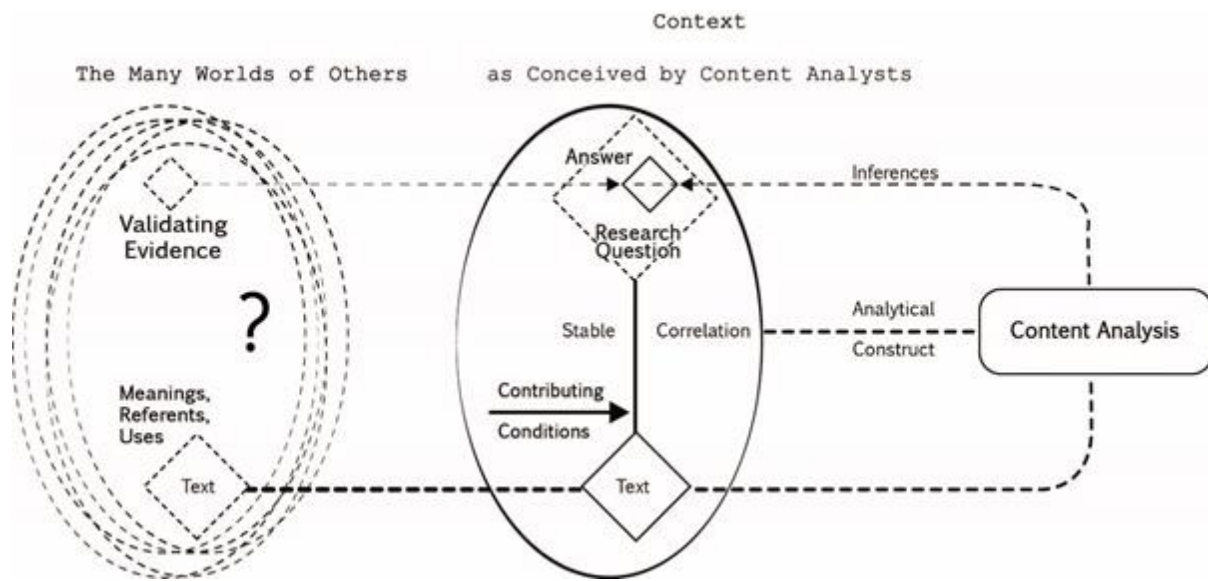 Context
The Many Worlds of Others
as Conceived by Content Analysts
Answer
Inferences
Validating
Evidence
Research
Question
?
Stable
Correlation
Analytical
Construct
Content Analysis
Meanings,
Referents,
Uses
Contributing
Conditions
Text
Text